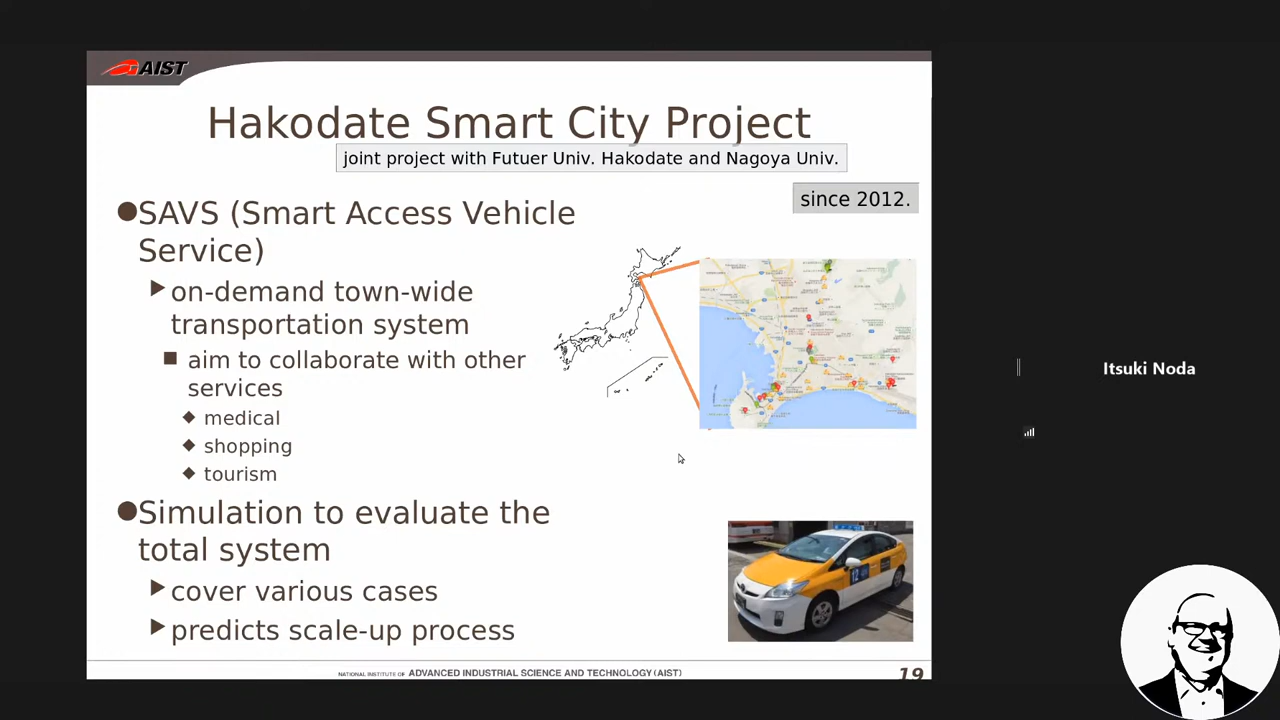 AIST
Hakodate Smart City Project
joint project with Futuer Univ. Hakodate and Nagoya Univ.
since 2012.
SAVS (Smart Access Vehicle
Service)
on-demand town-wide
transportation system
aim to collaborate with other
services
medical
shopping
tourism
Simulation to evaluate the
total system
cover various cases
predicts scale-up process
NATIONAL INSTITUTE OF ADVANCED INDUSTRIAL SCIENCE AND TECHNOLOGY (AIST)
19
Itsuki Noda
12